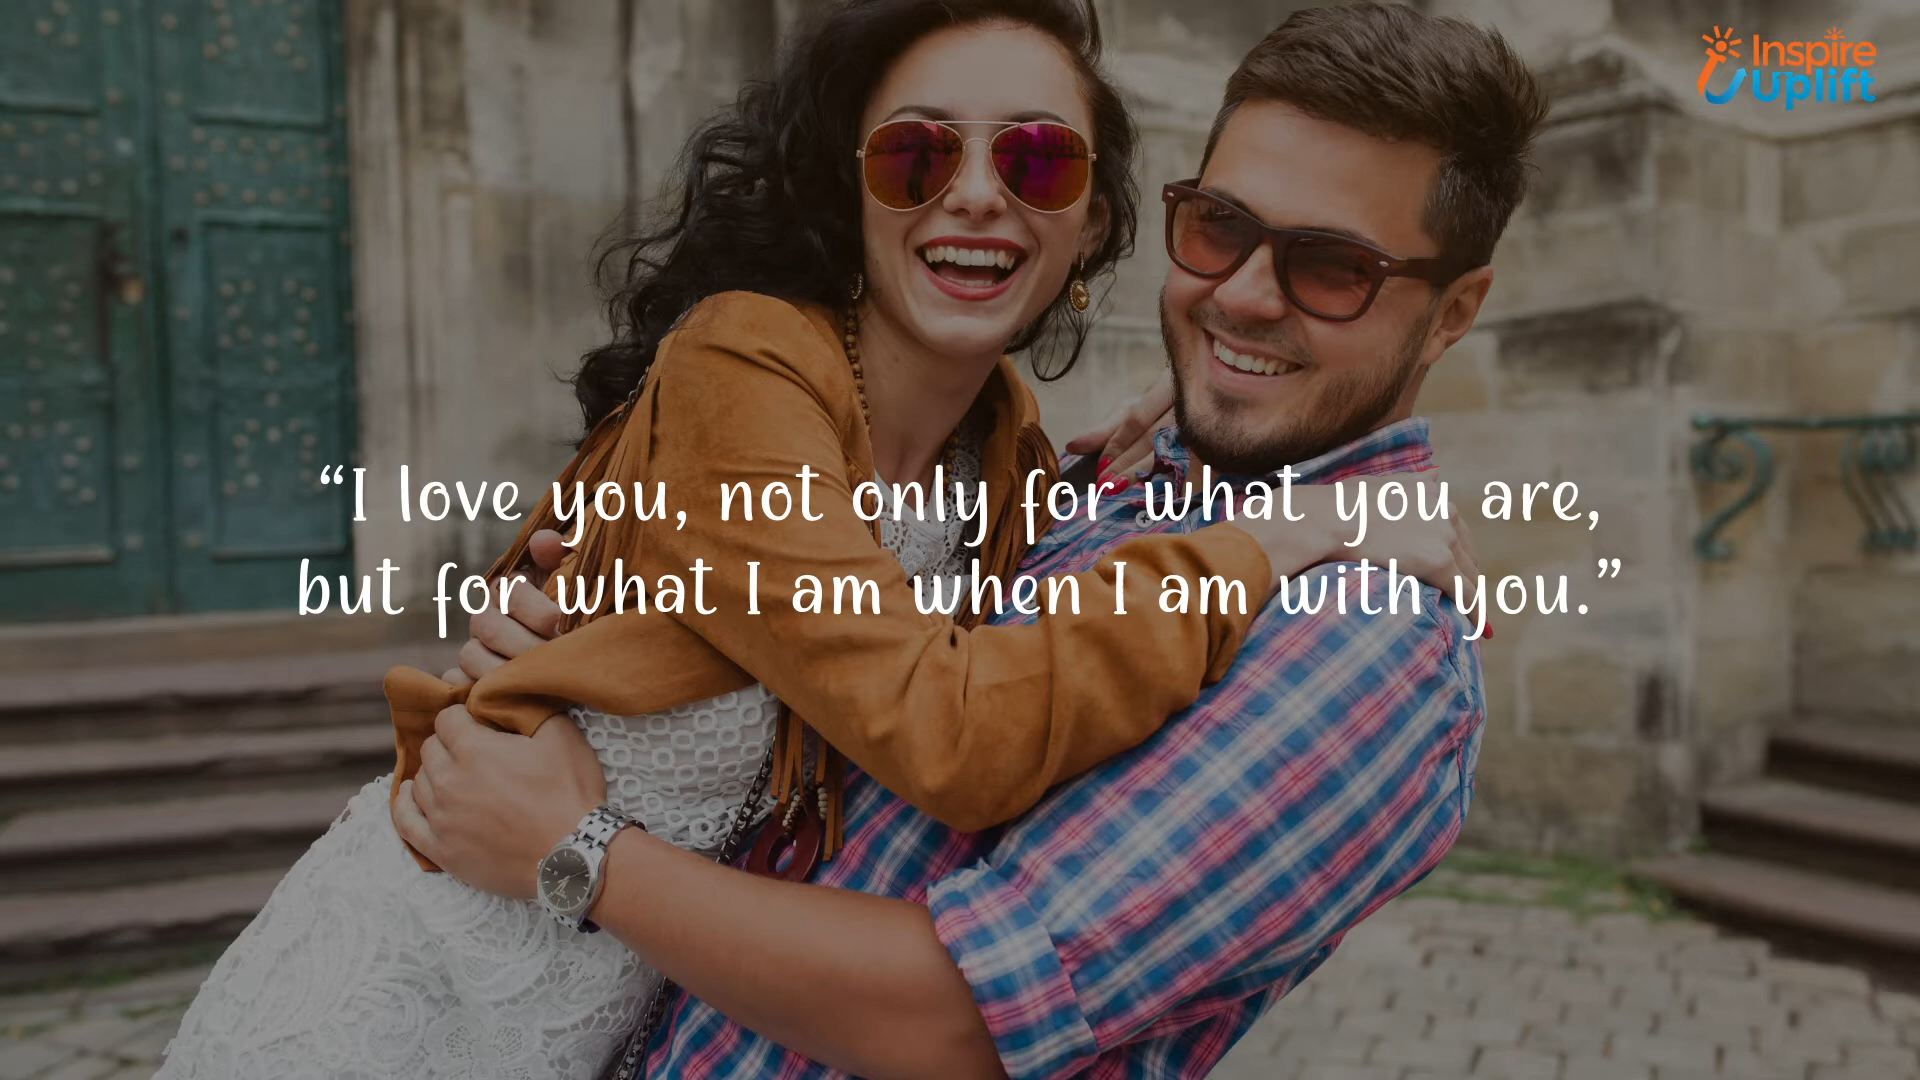 Inspire
Uplift
“I love you, not only for what you are,
but for what I am when I am with you.”